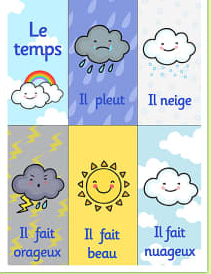 Le
temps
Il pleut
Il neige
Il fait
orageux
Il fait
beau
Il fait
nuageux